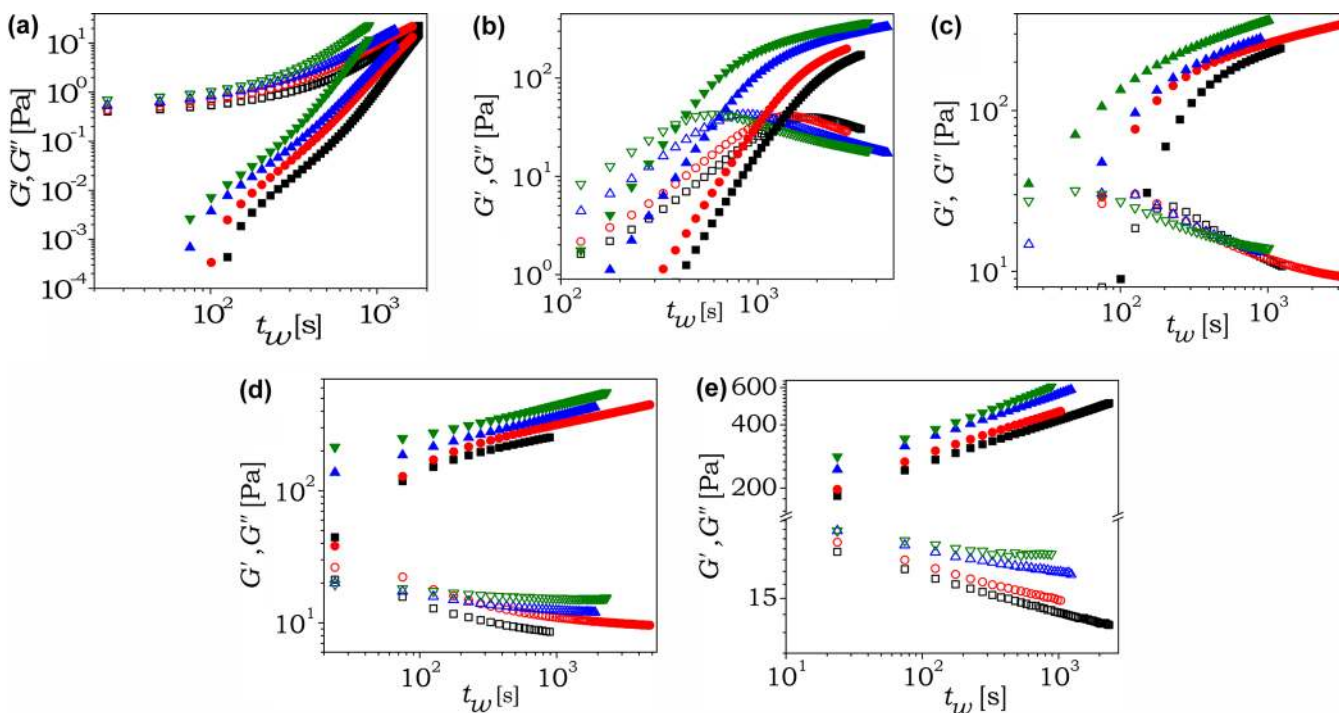 (a)
G', G'' [Pa]
10¹
10⁰
10⁻¹
10⁻²
10⁻³
10⁻⁴
10²
10³
t_w [s]
(b)
G' , G'' [Pa]
10²
10¹
10⁰
10²
10³
t_w [s]
(c)
G', G'' [Pa]
10²
10¹
10²
10³
t_w [s]
(d)
G' , G'' [Pa]
10²
10¹
10²
10³
t_w [s]
(e)
G' , G'' [Pa]
600
400
200
15
10¹
10²
10³
t_w [s]